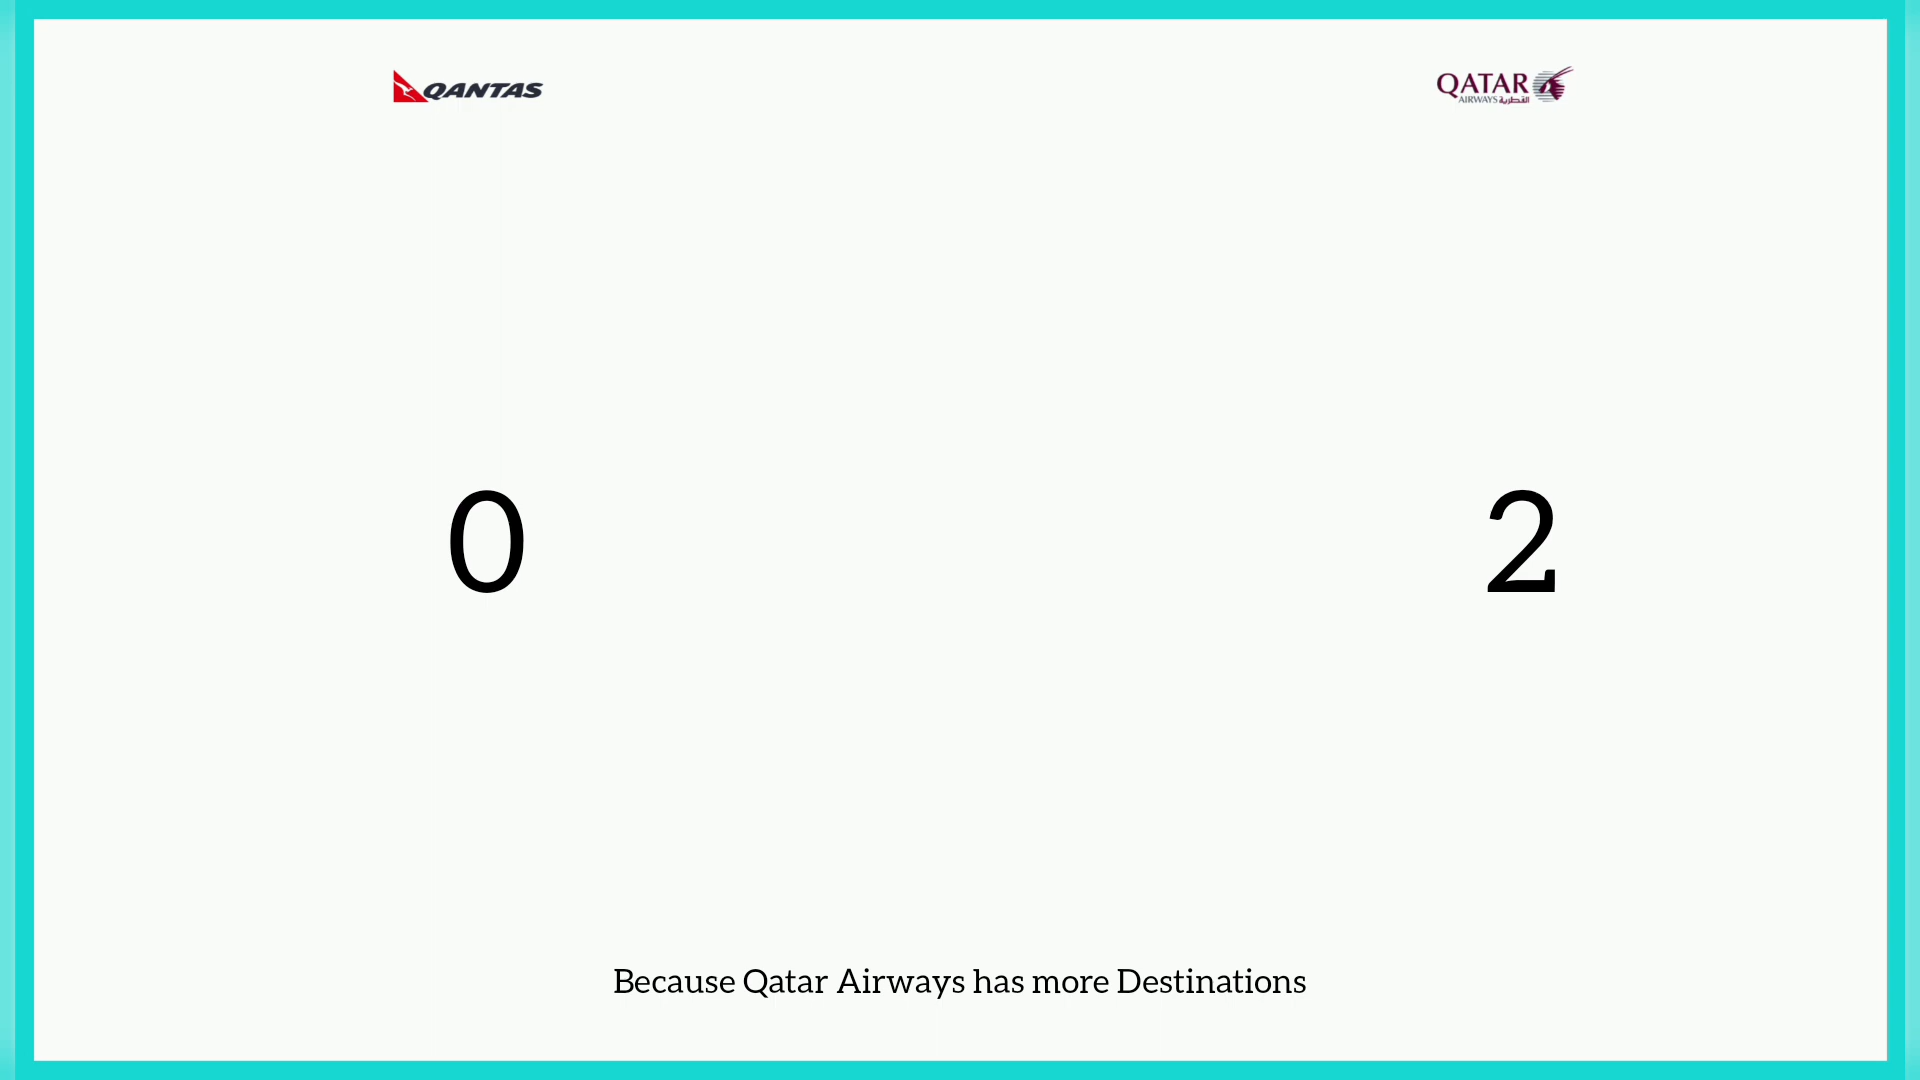 QANTAS
QATAR
AIRWAYS القطرية
0
2
Because Qatar Airways has more Destinations